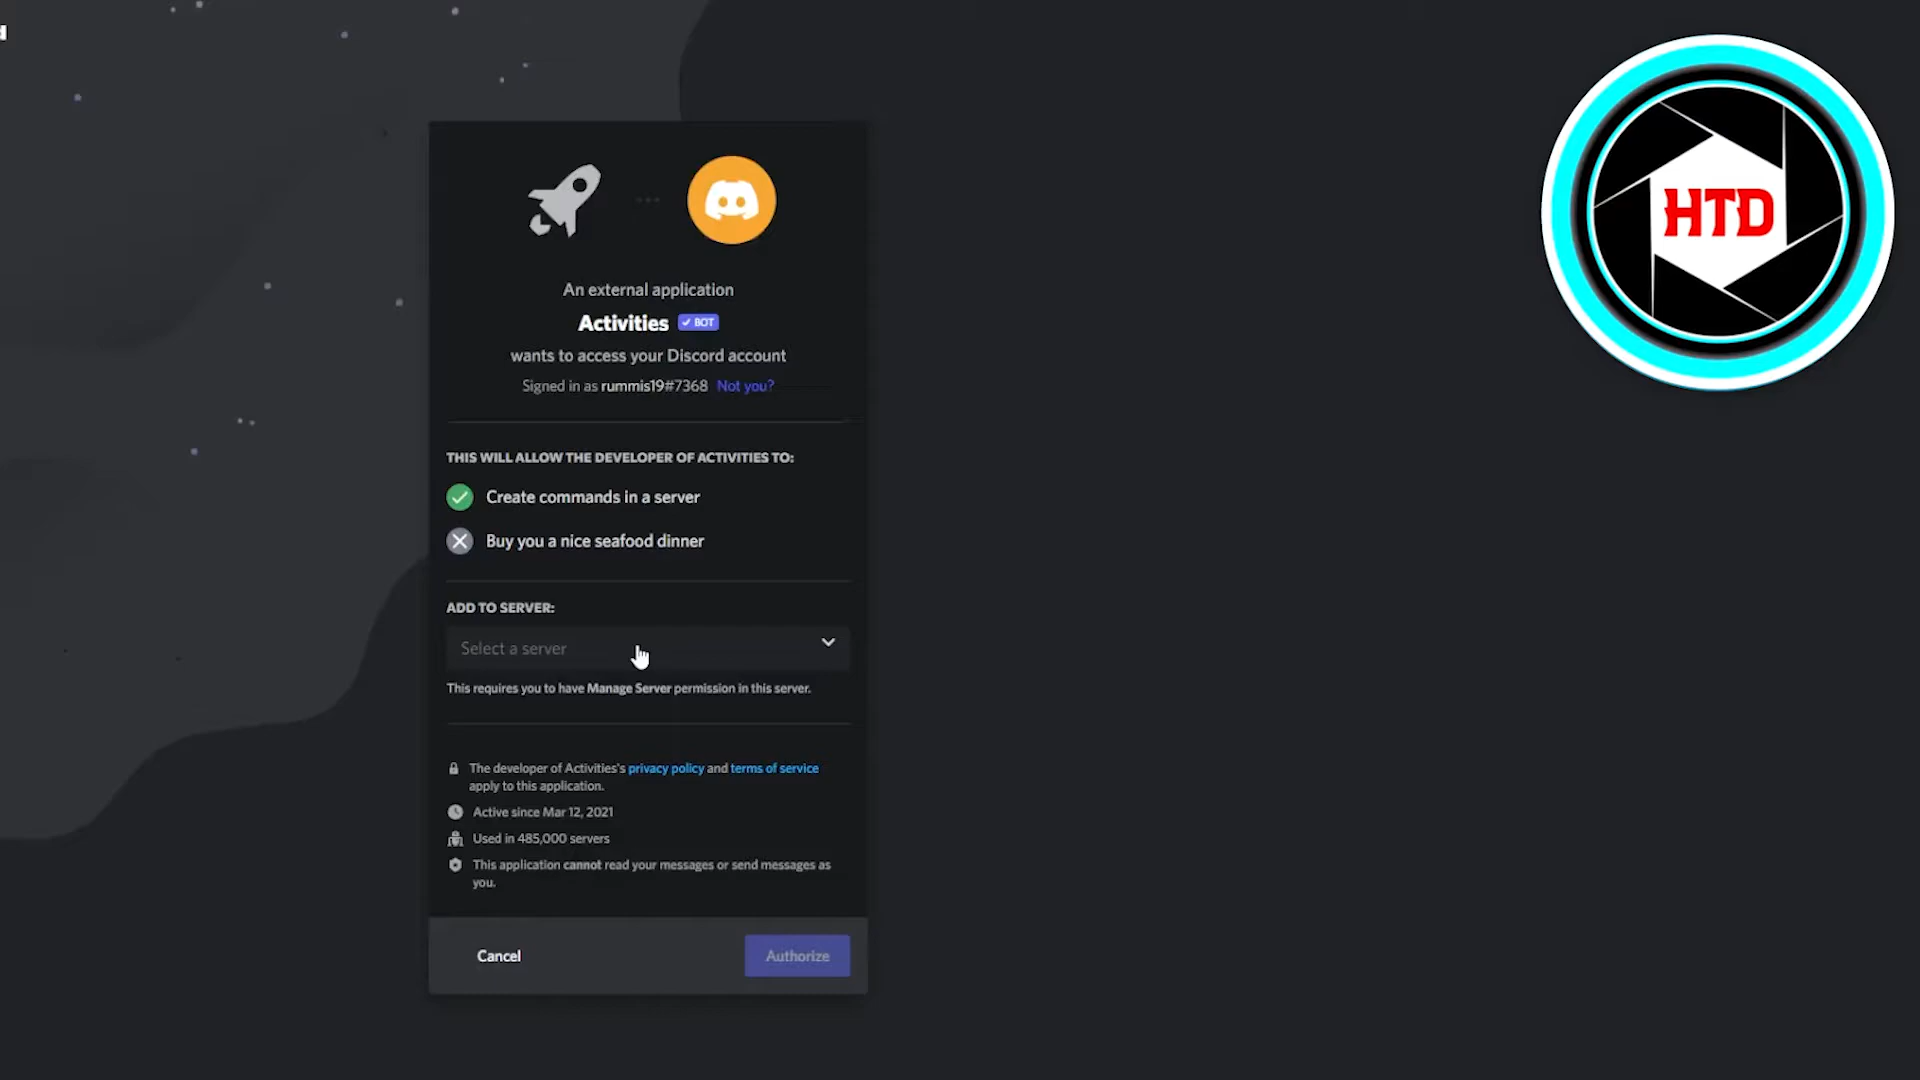 HTD
An external application
Activities ✓ BOT
wants to access your Discord account
Signed in as rummis19#7368 Not you?
THIS WILL ALLOW THE DEVELOPER OF ACTIVITIES TO:
Create commands in a server
Buy you a nice seafood dinner
ADD TO SERVER:
Select a server
This requires you to have Manage Server permission in this server.
The developer of Activities's privacy policy and terms of service
apply to this application.
Active since Mar 12, 2021
Used in 485,000 servers
This application cannot read your messages or send messages as
you.
Cancel
Authorize